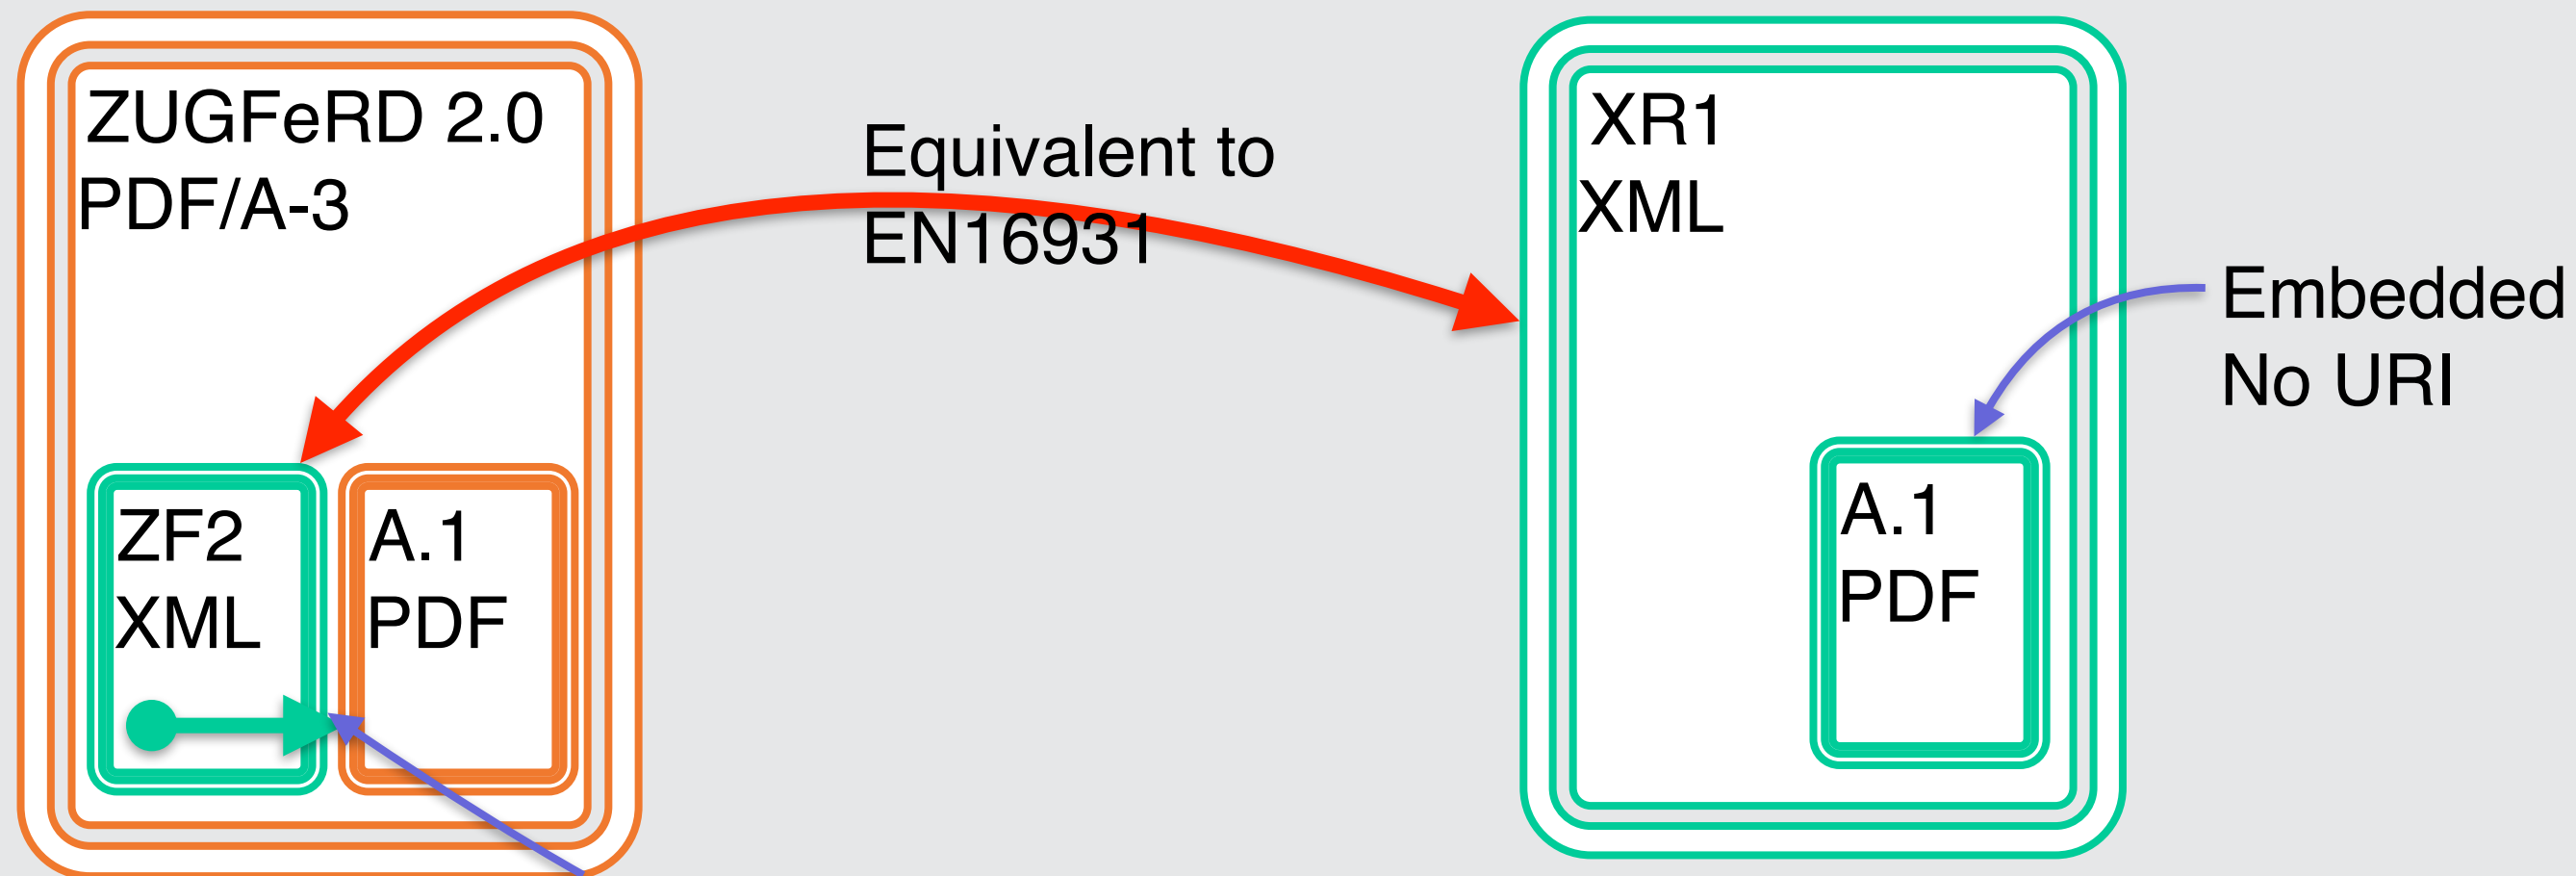 ZUGFeRD 2.0
PDF/A-3
Equivalent to
EN16931
XR1
XML
Embedded
No URI
ZF2
XML
A.1
PDF
A.1
PDF